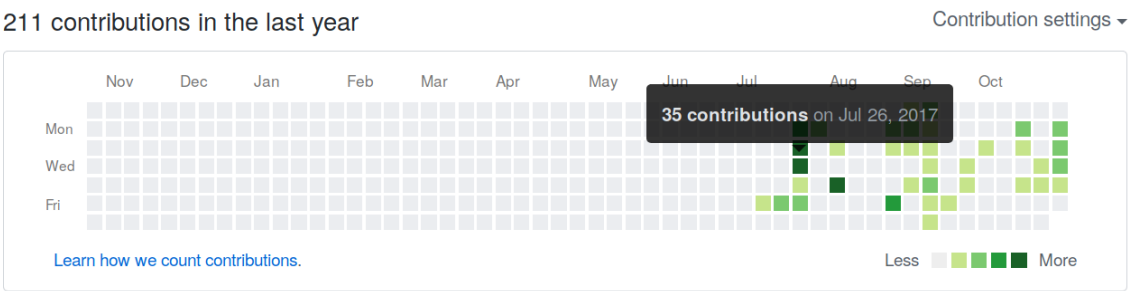 211 contributions in the last year
Contribution settings
Nov Dec Jan Feb Mar Apr May Jun Jul Aug Sep Oct
35 contributions on Jul 26, 2017
Mon
Wed
Fri
Learn how we count contributions.
Less More